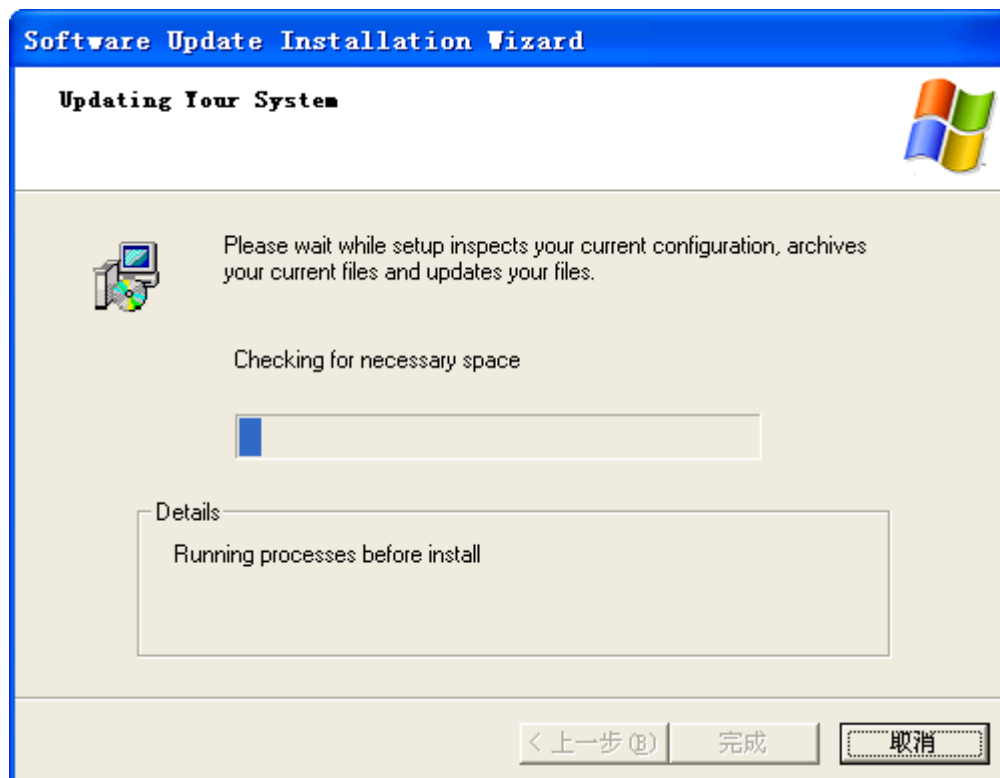 Software Update Installation Wizard
Updating Your System
Please wait while setup inspects your current configuration, archives
your current files and updates your files.
Checking for necessary space
Details
Running processes before install
< 上一步(B)
完成
取消